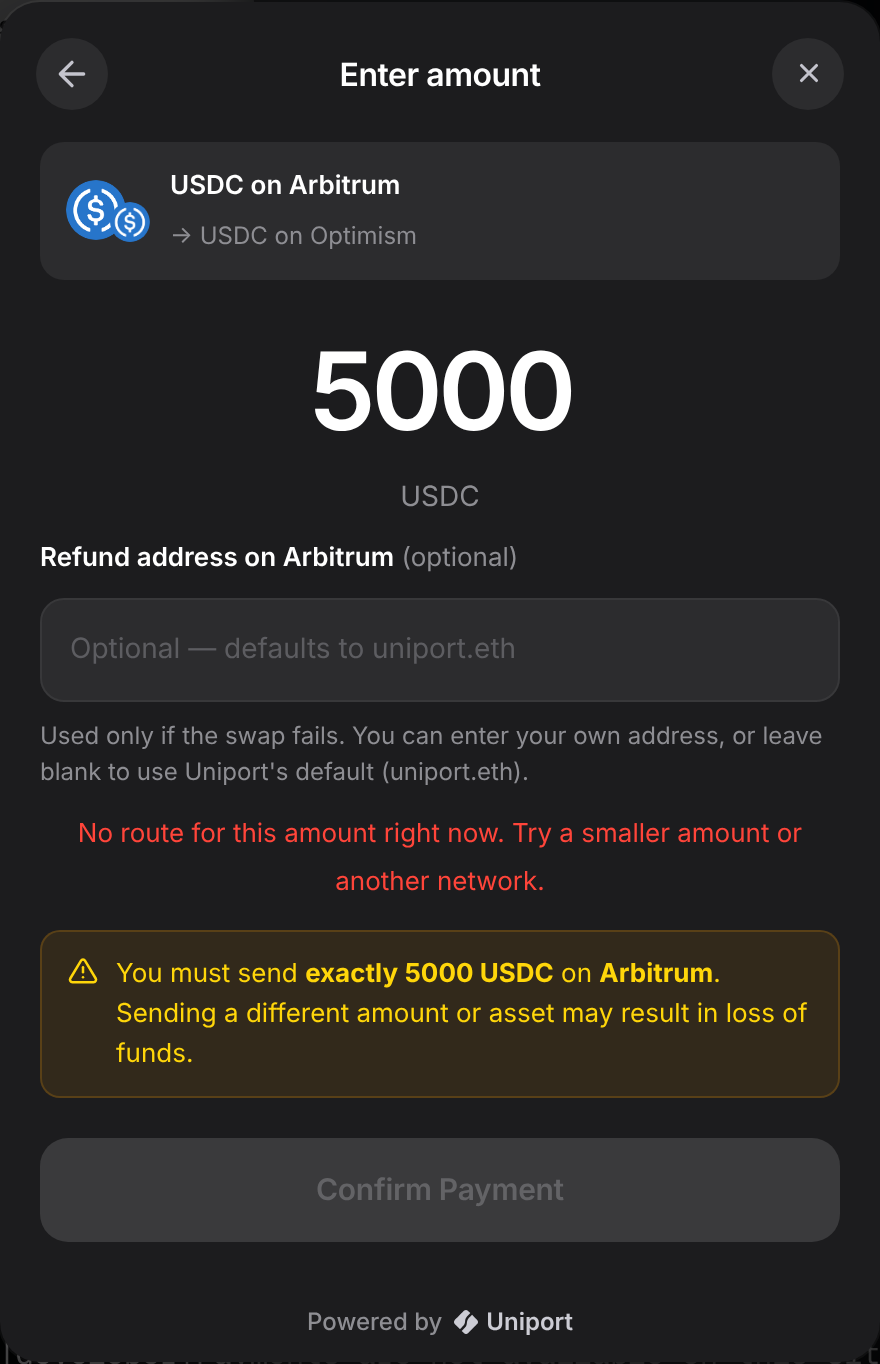 Enter amount
USDC on Arbitrum
→ USDC on Optimism
5000
USDC
Refund address on Arbitrum (optional)
Optional — defaults to uniport.eth
Used only if the swap fails. You can enter your own address, or leave
blank to use Uniport's default (uniport.eth).
No route for this amount right now. Try a smaller amount or
another network.
You must send exactly 5000 USDC on Arbitrum.
Sending a different amount or asset may result in loss of
funds.
Confirm Payment
Powered by Uniport